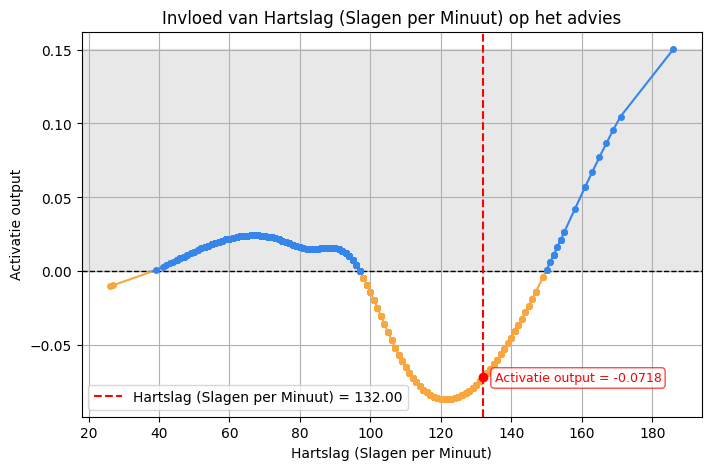 Invloed van Hartslag (Slagen per Minuut) op het advies
Activatie output
0.15
0.10
0.05
0.00
−0.05
Activatie output = -0.0718
Hartslag (Slagen per Minuut) = 132.00
20 40 60 80 100 120 140 160 180
Hartslag (Slagen per Minuut)